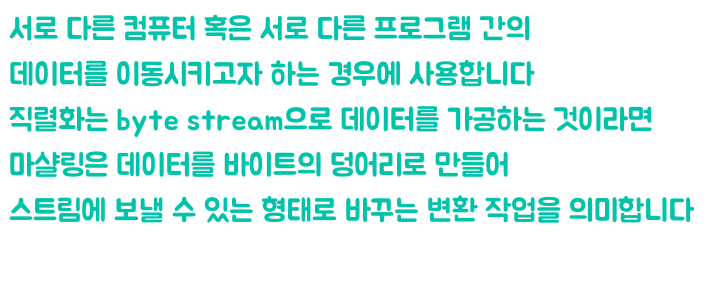 서로 다른 컴퓨터 혹은 서로 다른 프로그램 간의
데이터를 이동시키고자 하는 경우에 사용합니다
직렬화는 byte stream으로 데이터를 가공하는 것이라면
마샬링은 데이터를 바이트의 덩어리로 만들어
스트림에 보낼 수 있는 형태로 바꾸는 변환 작업을 의미합니다